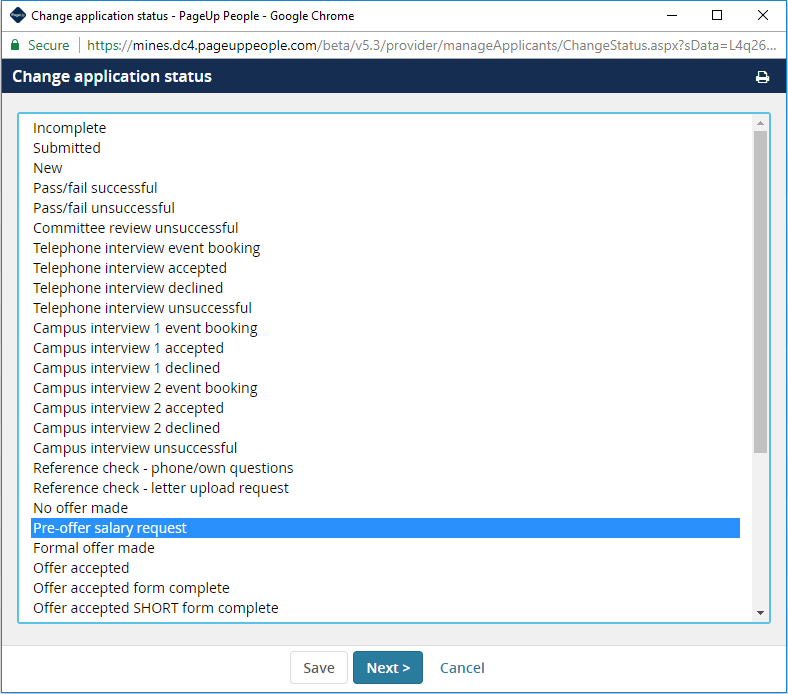 Change application status - PageUp People - Google Chrome
Secure https://mines.dc4.pageuppeople.com/beta/v5.3/provider/manageApplicants/ChangeStatus.aspx?sData=L4q26...
Change application status
Incomplete
Submitted
New
Pass/fail successful
Pass/fail unsuccessful
Committee review unsuccessful
Telephone interview event booking
Telephone interview accepted
Telephone interview declined
Telephone interview unsuccessful
Campus interview 1 event booking
Campus interview 1 accepted
Campus interview 1 declined
Campus interview 2 event booking
Campus interview 2 accepted
Campus interview 2 declined
Campus interview unsuccessful
Reference check - phone/own questions
Reference check - letter upload request
No offer made
Pre-offer salary request
Formal offer made
Offer accepted
Offer accepted form complete
Offer accepted SHORT form complete
Save Next > Cancel